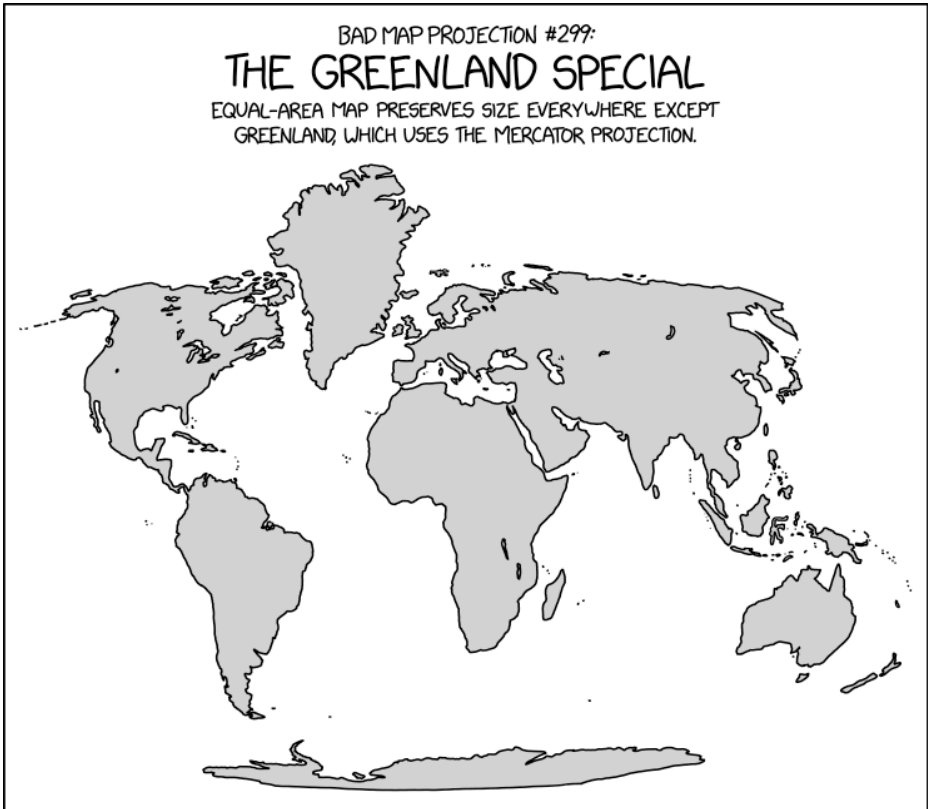 BAD MAP PROJECTION #299:
THE GREENLAND SPECIAL
EQUAL-AREA MAP PRESERVES SIZE EVERYWHERE EXCEPT
GREENLAND, WHICH USES THE MERCATOR PROJECTION.